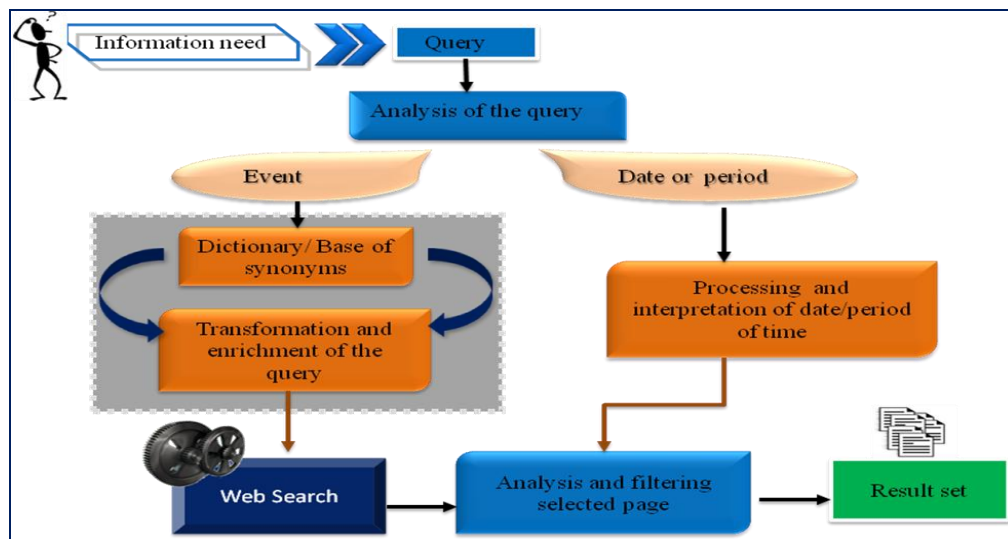 ?
Information need
Query
Analysis of the query
Event
Date or period
Dictionary/ Base of
synonyms
Transformation and
enrichment of the
query
Processing and
interpretation of date/period
of time
Web Search
Analysis and filtering
selected page
Result set